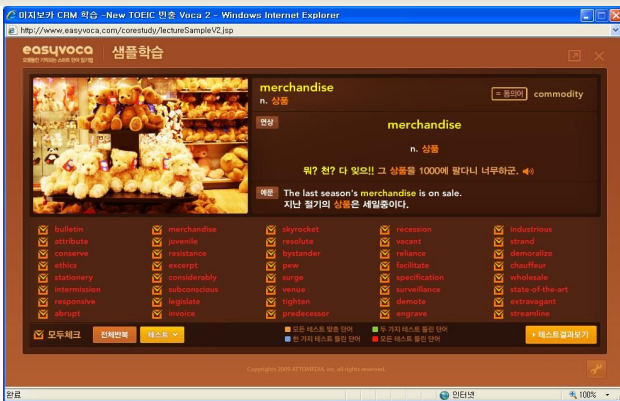 이지보카 CRM 학습 -New TOEIC 빈출 Voca 2 - Windows Internet Explorer
http://www.easyvoca.com/corestudy/lectureSampleV2.jsp
easyvoca 샘플학습
merchandise
n. 상품
= 동의어 commodity
연상 merchandise
n. 상품
뭐? 천? 다 잊으!! 그 상품을 1000에 팔다니 너무하군.
예문 The last season's merchandise is on sale.
지난 절기의 상품은 세일중이다.
bulletin merchandise skyrocket recession industrious
attribute juvenile resolute vacant strand
conserve resistance bystander reliance demoralize
ethics excerpt pew facilitate chauffeur
stationery considerably surge specification wholesale
intermission subconscious venue surveillance state-of-the-art
responsive legislate tighten demote extravagant
abrupt invoice predecessor engrave streamline
모두체크 전체반복 테스트
모든 테스트 맞춘 단어 두 가지 테스트 틀린 단어
한 가지 테스트 틀린 단어 모든 테스트 틀린 단어
테스트결과보기
Copyrights 2009 ATTOMEDIA, inc. all rights reserved.
완료 인터넷 100%